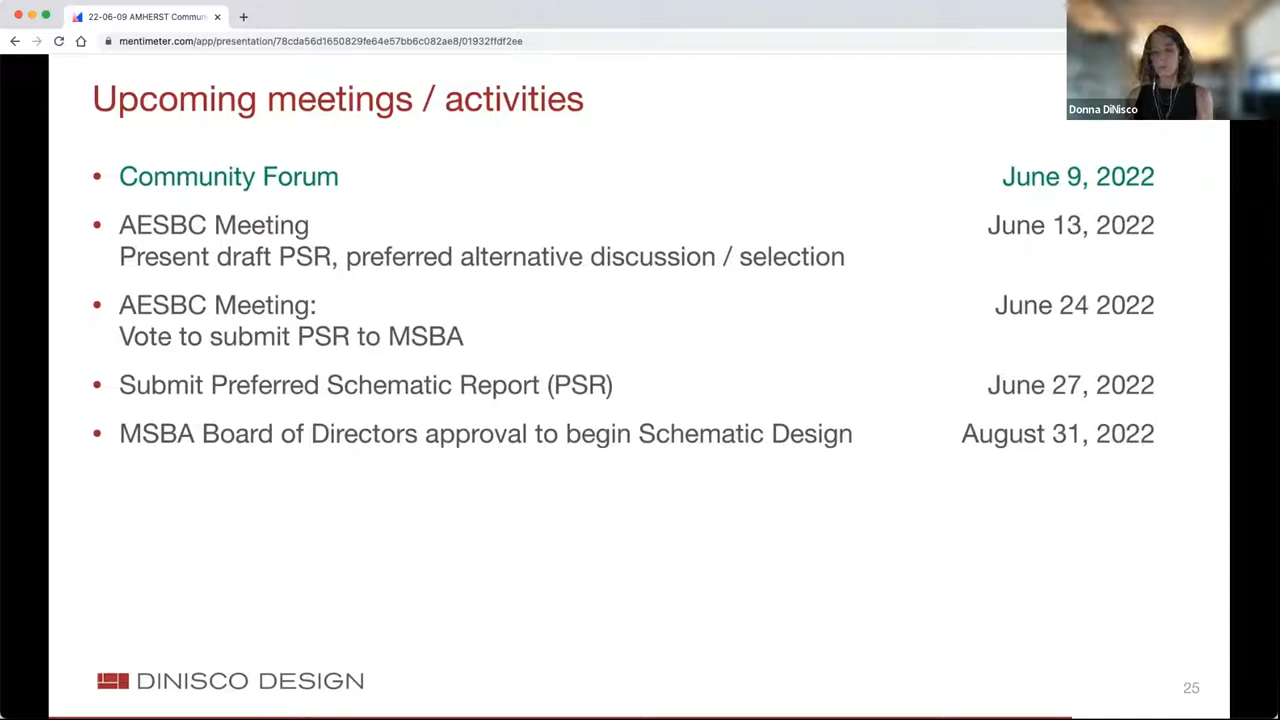 22-06-09 AMHERST Commun
mentimeter.com/app/presentation/78cda56d1650829fe64e57bb6c082ae8/01932ffdf2ee
Donna DiNisco
Upcoming meetings / activities
• Community Forum June 9, 2022
• AESBC Meeting June 13, 2022
Present draft PSR, preferred alternative discussion / selection
• AESBC Meeting: June 24 2022
Vote to submit PSR to MSBA
• Submit Preferred Schematic Report (PSR) June 27, 2022
• MSBA Board of Directors approval to begin Schematic Design August 31, 2022
DINISCO DESIGN
25